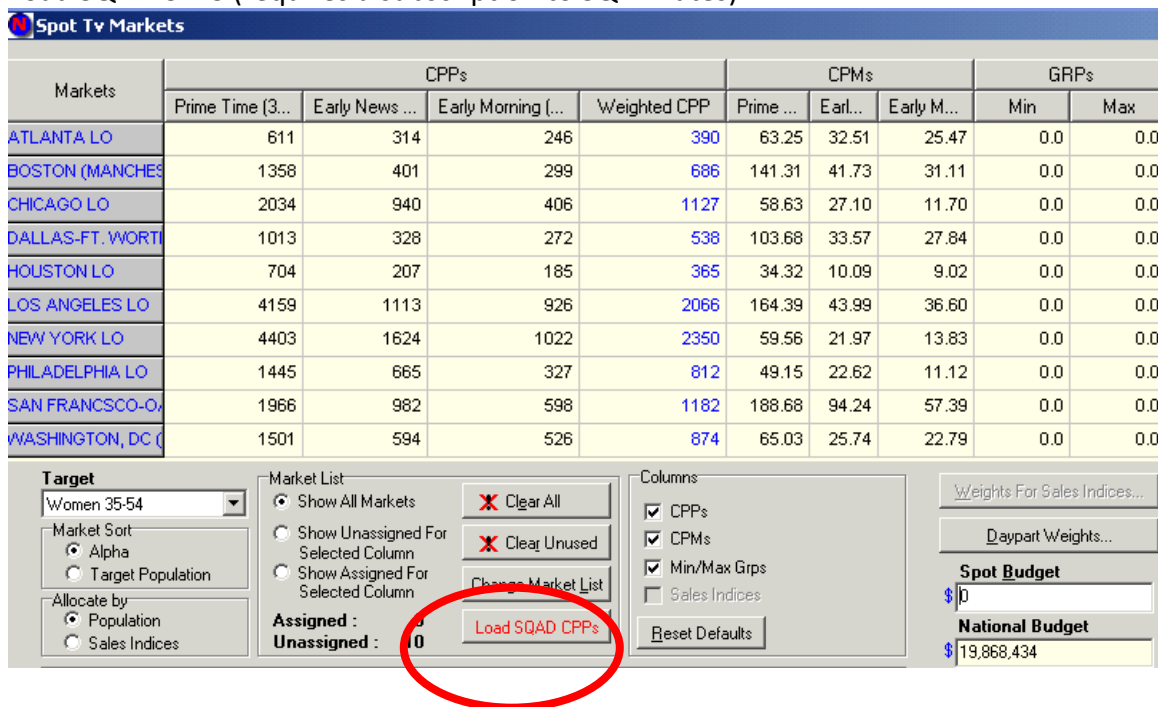 Spot Tv Markets
Markets CPPs CPMs GRPs
Prime Time (3... Early News ... Early Morning (... Weighted CPP Prime ... Earl... Early M... Min Max
ATLANTA LO 611 314 246 390 63.25 32.51 25.47 0.0 0.0
BOSTON (MANCHES 1358 401 299 686 141.31 41.73 31.11 0.0 0.0
CHICAGO LO 2034 940 406 1127 58.63 27.10 11.70 0.0 0.0
DALLAS-FT. WORTH 1013 328 272 538 103.68 33.57 27.84 0.0 0.0
HOUSTON LO 704 207 185 365 34.32 10.09 9.02 0.0 0.0
LOS ANGELES LO 4159 1113 926 2066 164.39 43.99 36.60 0.0 0.0
NEW YORK LO 4403 1624 1022 2350 59.56 21.97 13.83 0.0 0.0
PHILADELPHIA LO 1445 665 327 812 49.15 22.62 11.12 0.0 0.0
SAN FRANCSCO-O 1966 982 598 1182 188.68 94.24 57.39 0.0 0.0
WASHINGTON, DC ( 1501 594 526 874 65.03 25.74 22.79 0.0 0.0
Target
Women 35-54
Market Sort
Alpha
Target Population
Allocate by
Population
Sales Indices
Market List
Show All Markets
Show Unassigned For
Selected Column
Show Assigned For
Selected Column
Assigned :
Unassigned : 10
Clear All
Clear Unused
Change Market List
Load SQAD CPPs
Columns
CPPs
CPMs
Min/Max Grps
Sales Indices
Reset Defaults
Weights For Sales Indices...
Daypart Weights...
Spot Budget
$ 0
National Budget
$ 19,868,434